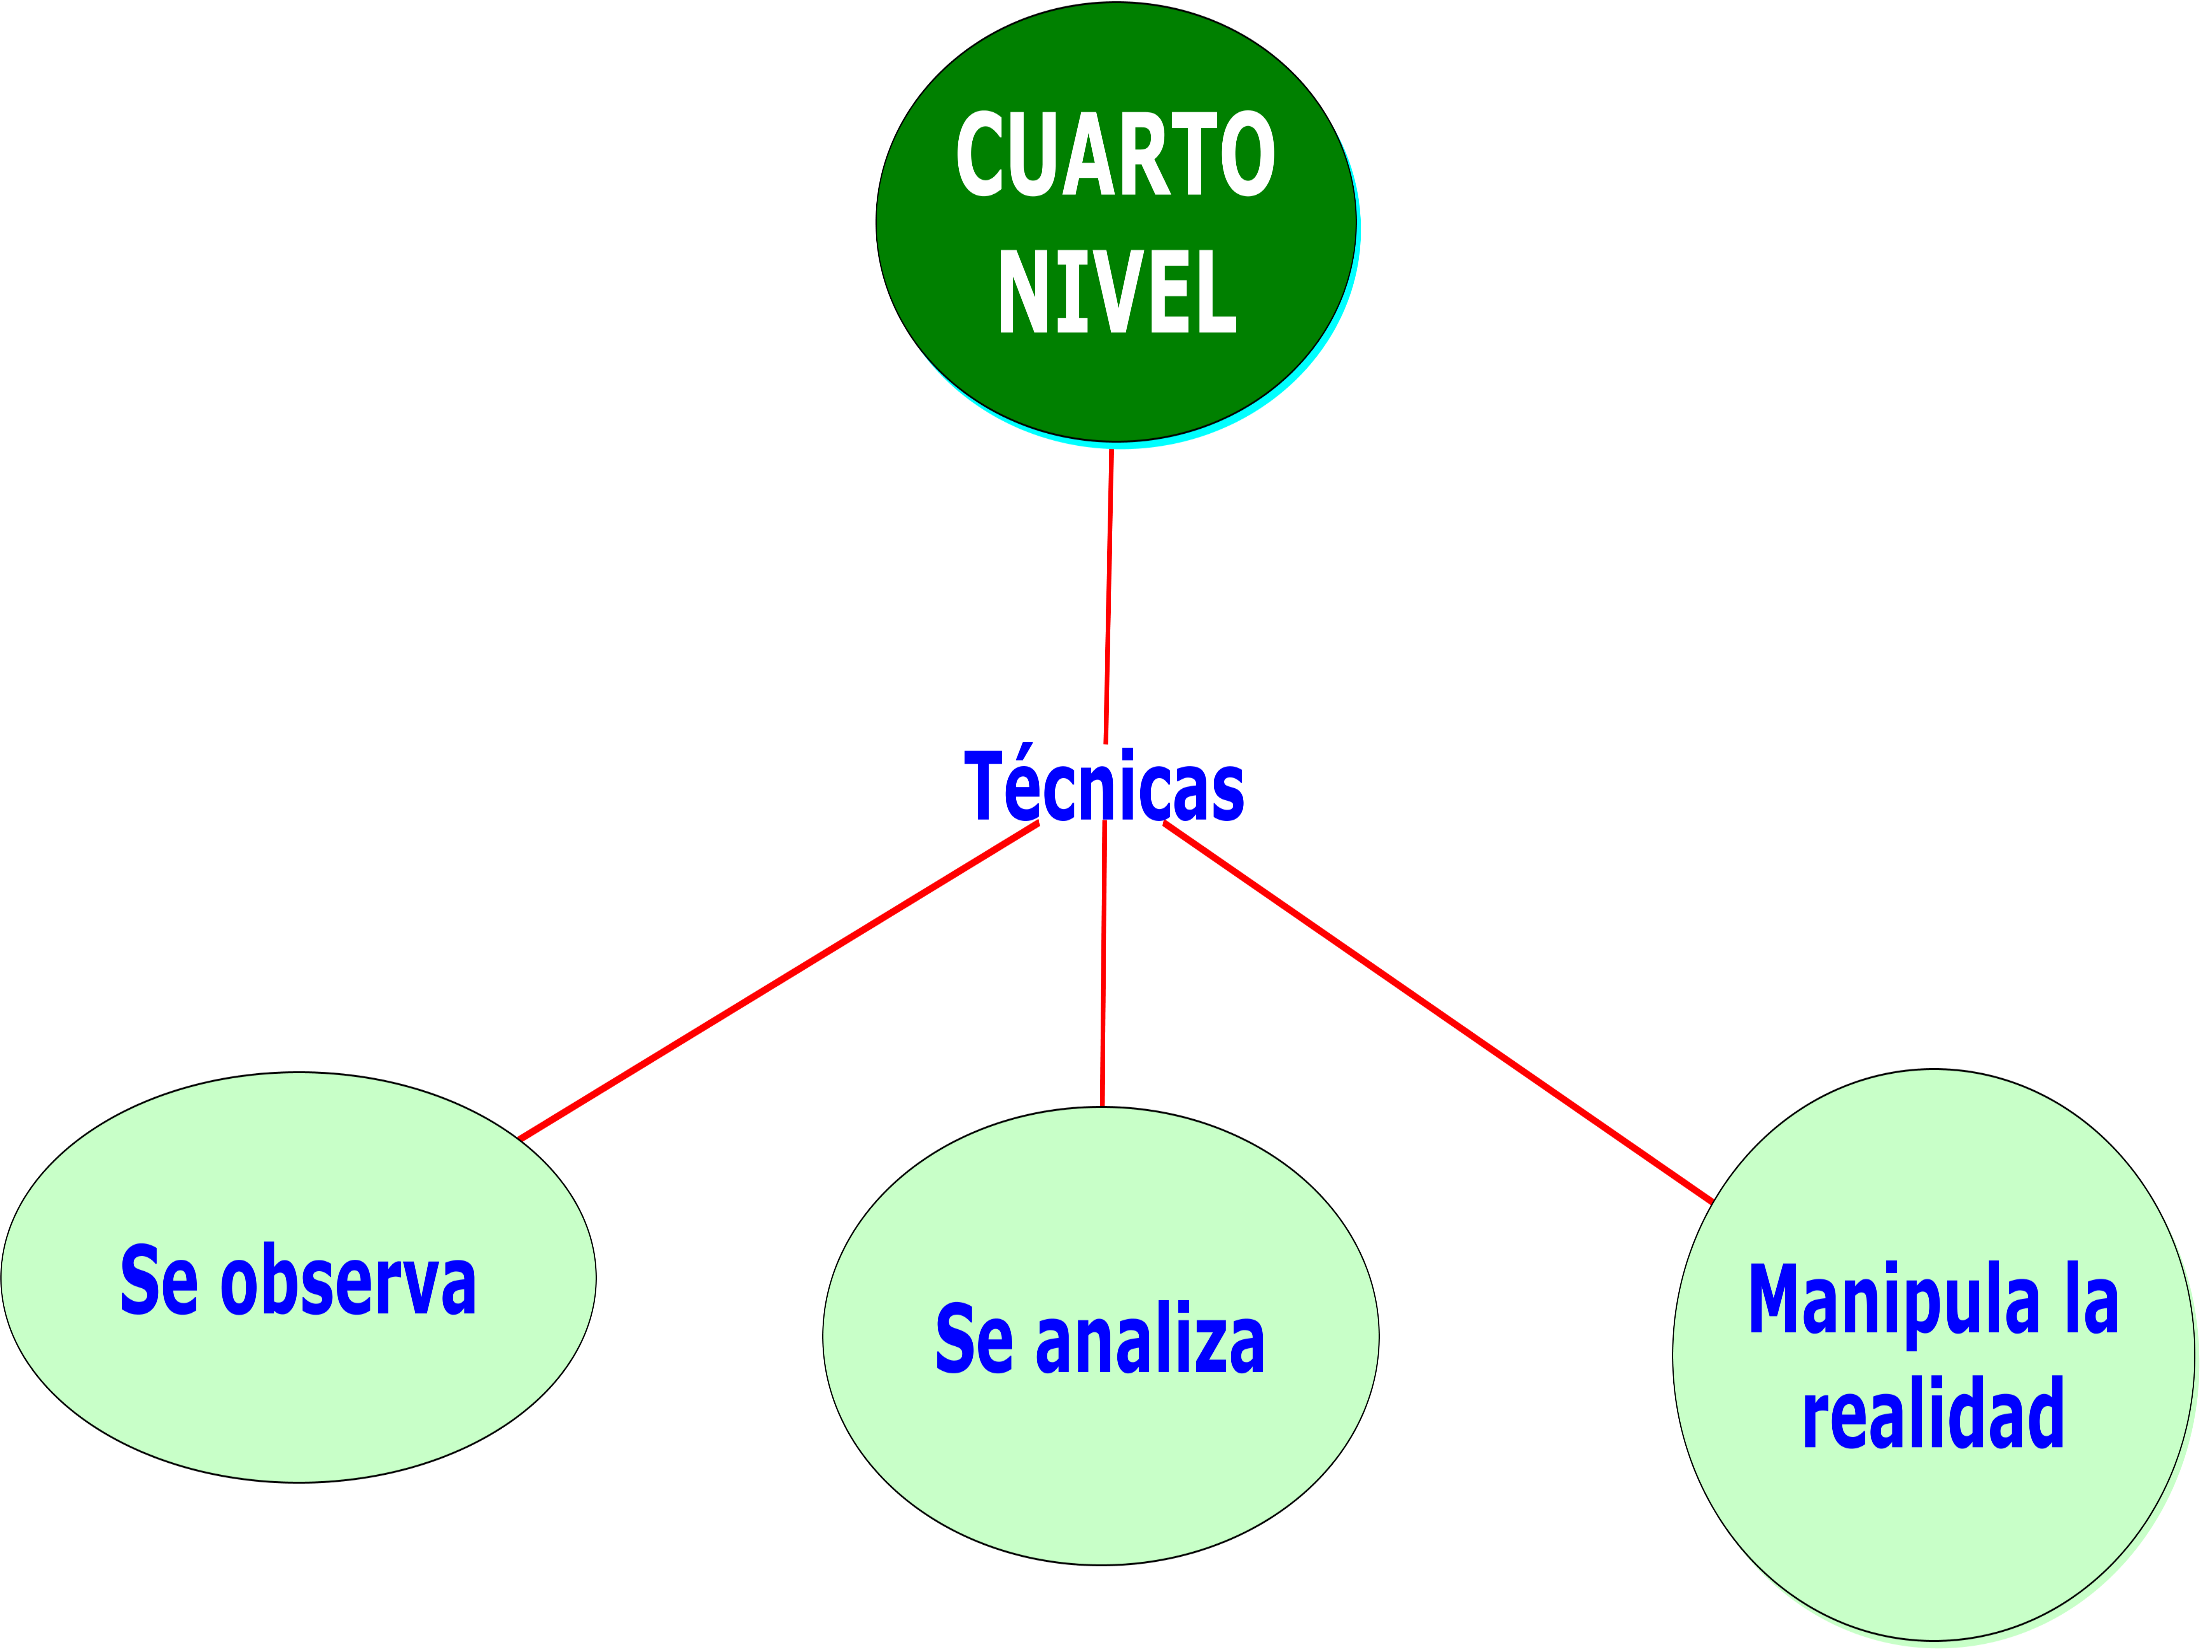 CUARTO
NIVEL
Técnicas
Se observa
Se analiza
Manipula la
realidad